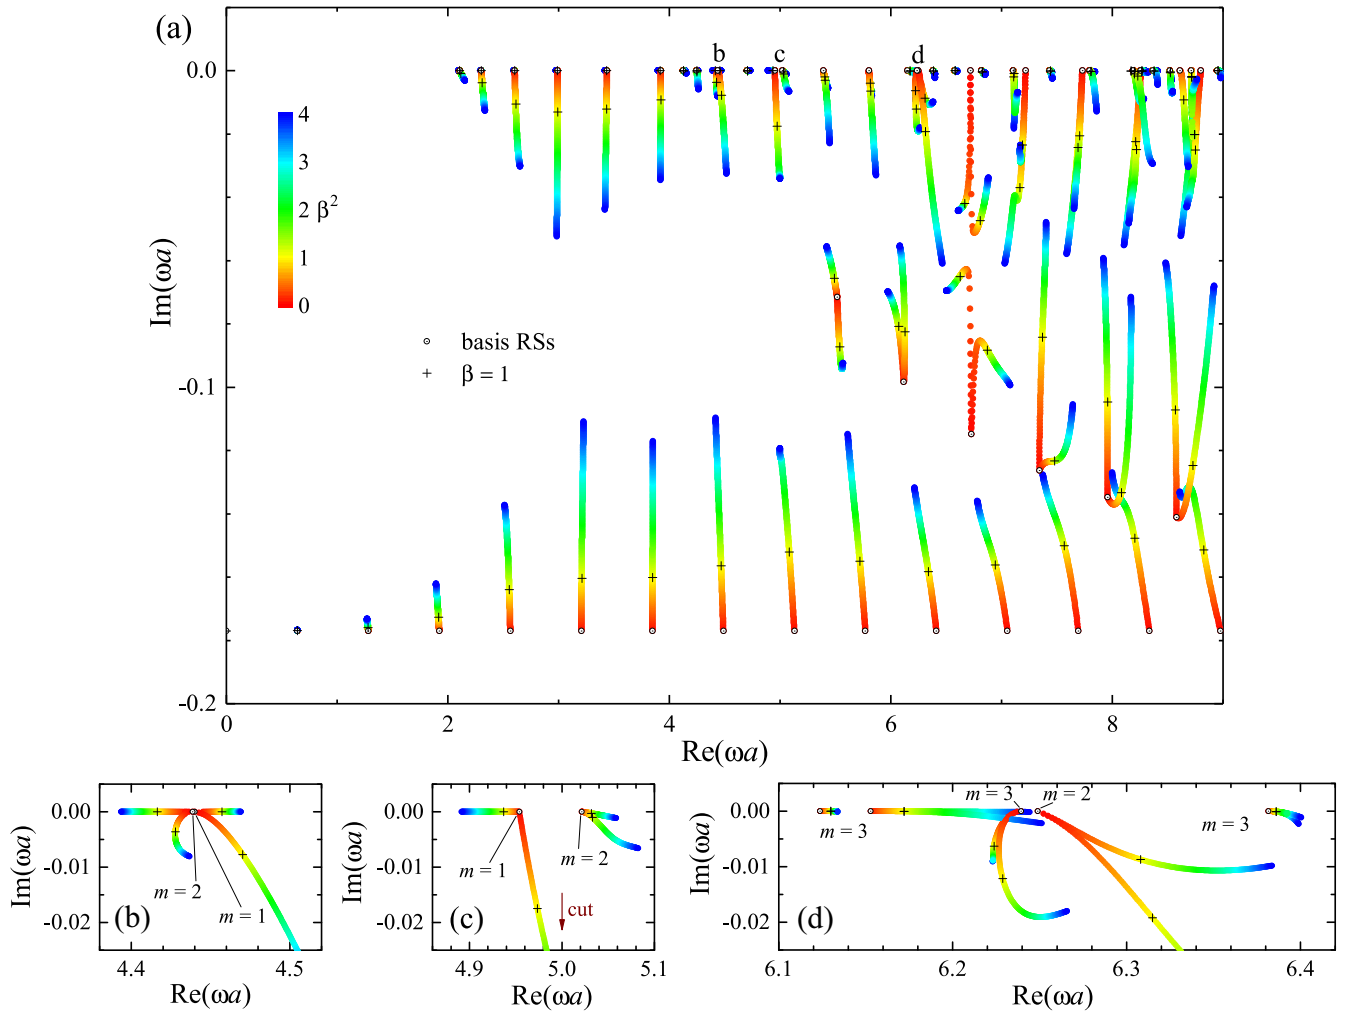 (a)
b c d
0.0
4
3
2 β²
1
0
Im(ωa)
basis RSs
β = 1
-0.1
-0.2
0 2 4 6 8
Re(ωa)
0.00
-0.01
-0.02
Im(ωa)
m = 2
m = 1
(b)
4.4 4.5
Re(ωa)
0.00
-0.01
-0.02
Im(ωa)
m = 1
m = 2
(c)
cut
4.9 5.0 5.1
Re(ωa)
0.00
-0.01
-0.02
Im(ωa)
m = 3
m = 3
m = 2
m = 3
(d)
6.1 6.2 6.3 6.4
Re(ωa)